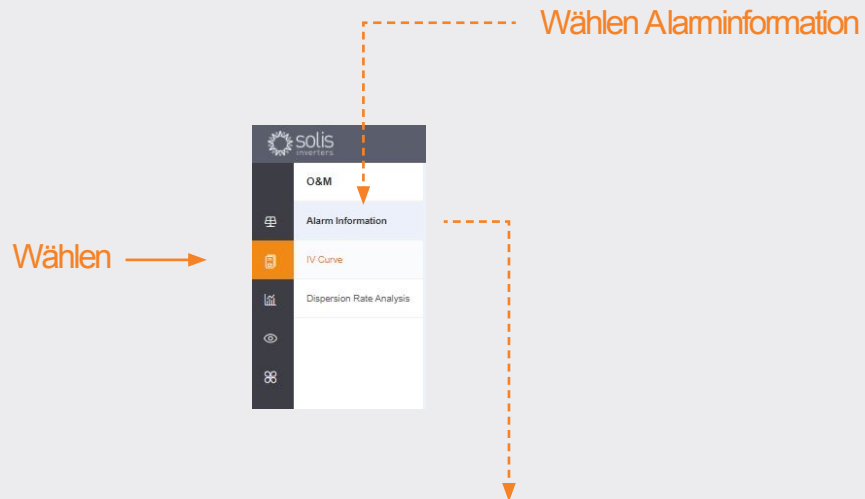 Wählen Alarminformation
solis
inverters
O&M
Alarm Information
Wählen
IV Curve
Dispersion Rate Analysis